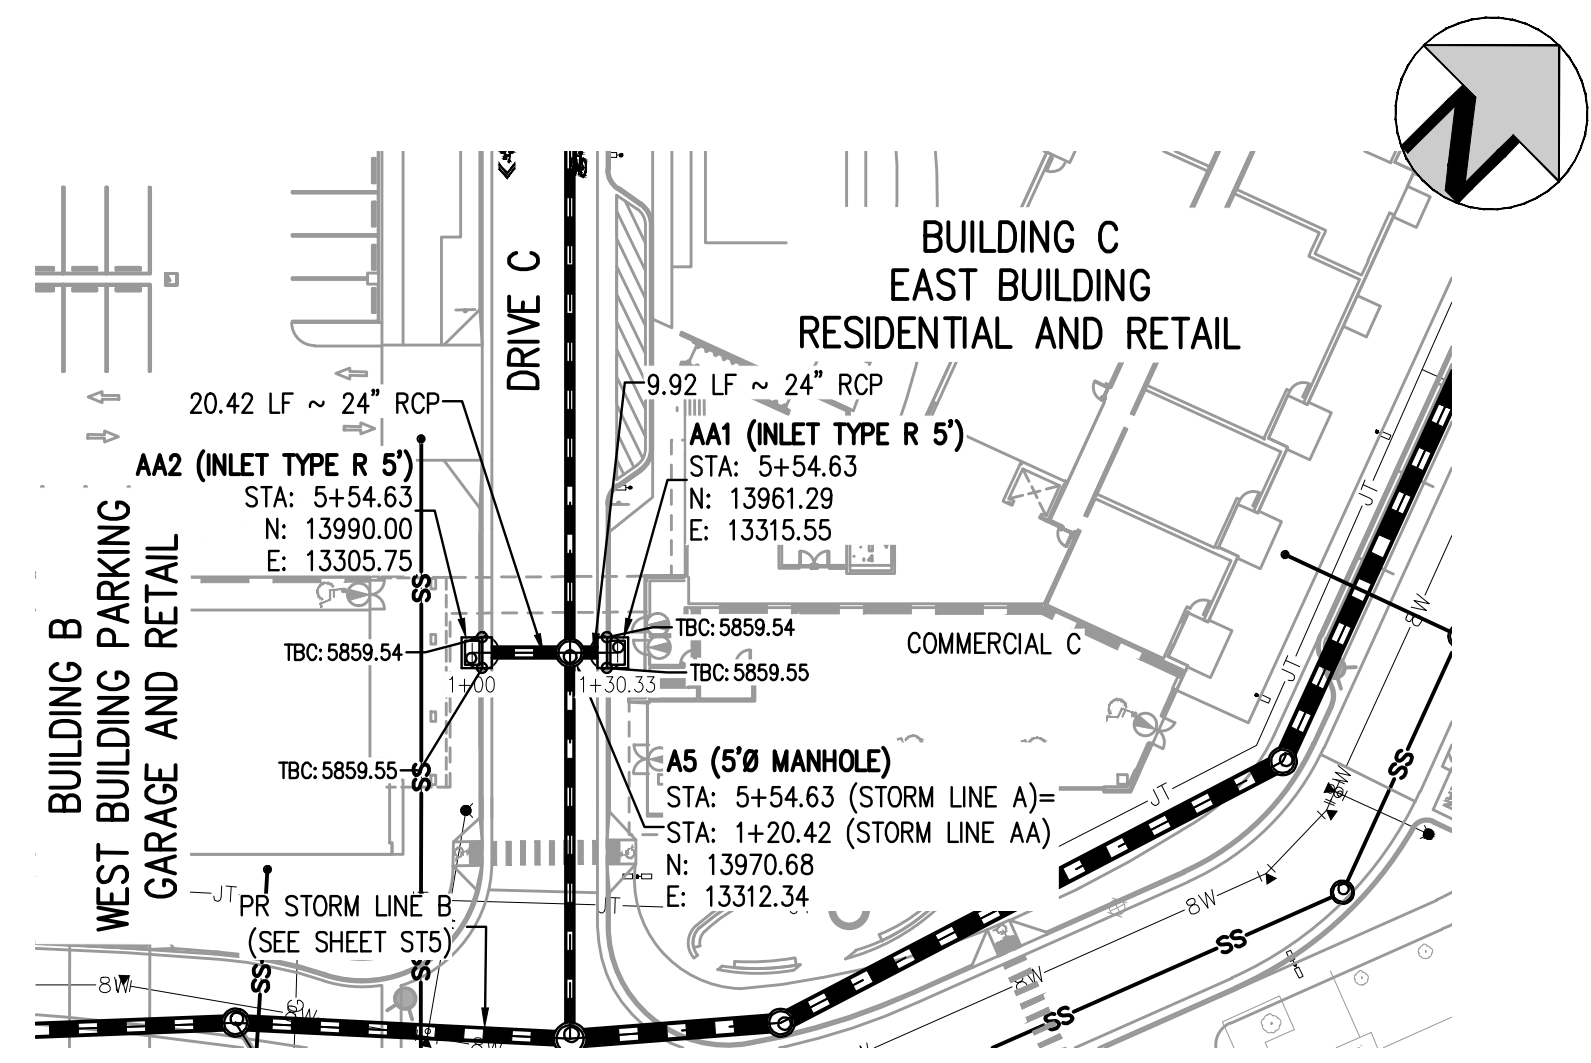 N
BUILDING C
EAST BUILDING
RESIDENTIAL AND RETAIL
DRIVE C
20.42 LF ~ 24" RCP
9.92 LF ~ 24" RCP
AA2 (INLET TYPE R 5')
STA: 5+54.63
N: 13990.00
E: 13305.75
AA1 (INLET TYPE R 5')
STA: 5+54.63
N: 13961.29
E: 13315.55
BUILDING B
WEST BUILDING PARKING
GARAGE AND RETAIL
TBC: 5859.54
TBC: 5859.54
TBC: 5859.55
TBC: 5859.55
1+00
1+30.33
COMMERCIAL C
A5 (5'Ø MANHOLE)
STA: 5+54.63 (STORM LINE A)=
STA: 1+20.42 (STORM LINE AA)
N: 13970.68
E: 13312.34
PR STORM LINE B
(SEE SHEET ST5)
SS
SS
SS
SS
SS
SS
SS
JT
JT
JT
JT
JT
8W
8W
8W
8W
8W